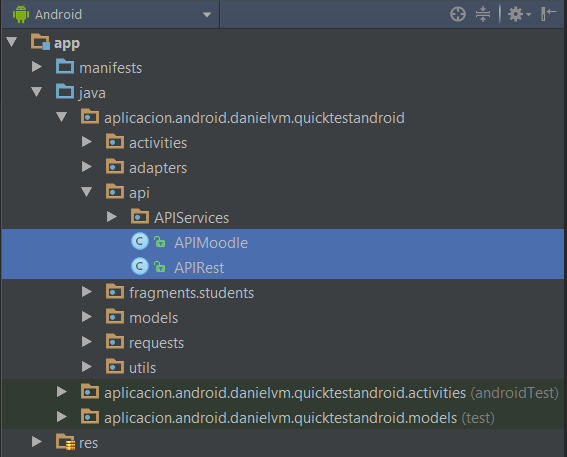 Android
app
manifests
java
aplicacion.android.danielvm.quicktestandroid
activities
adapters
api
APIServices
C APIMoodle
C APIRest
fragments.students
models
requests
utils
aplicacion.android.danielvm.quicktestandroid.activities (androidTest)
aplicacion.android.danielvm.quicktestandroid.models (test)
res